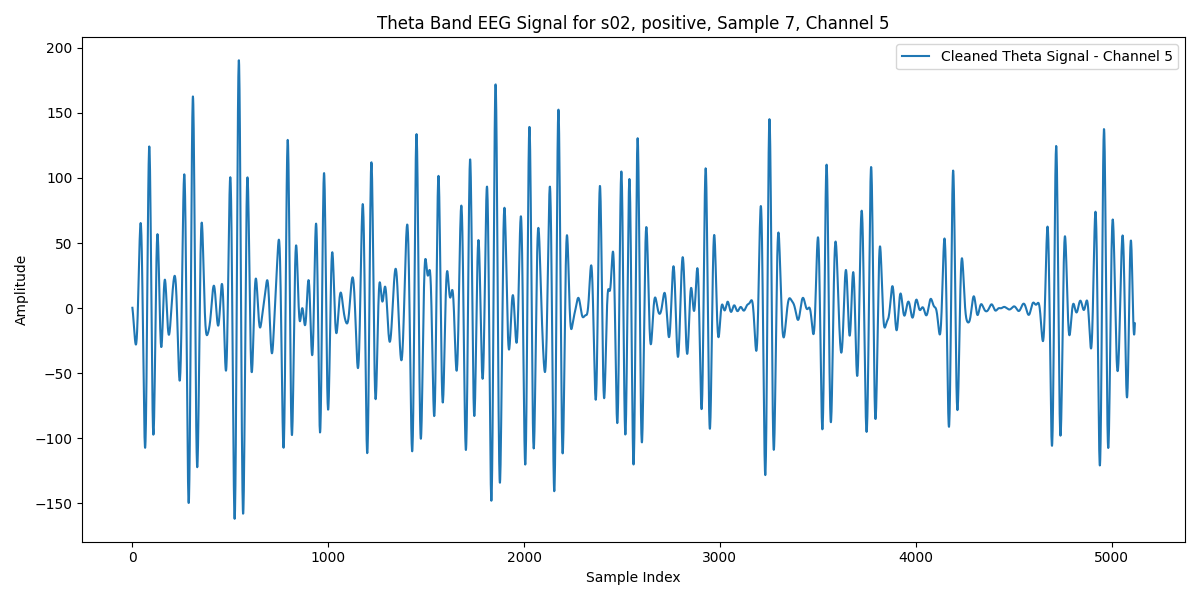 Theta Band EEG Signal for s02, positive, Sample 7, Channel 5
Cleaned Theta Signal - Channel 5
Amplitude
200
150
100
50
0
−50
−100
−150
0 1000 2000 3000 4000 5000
Sample Index